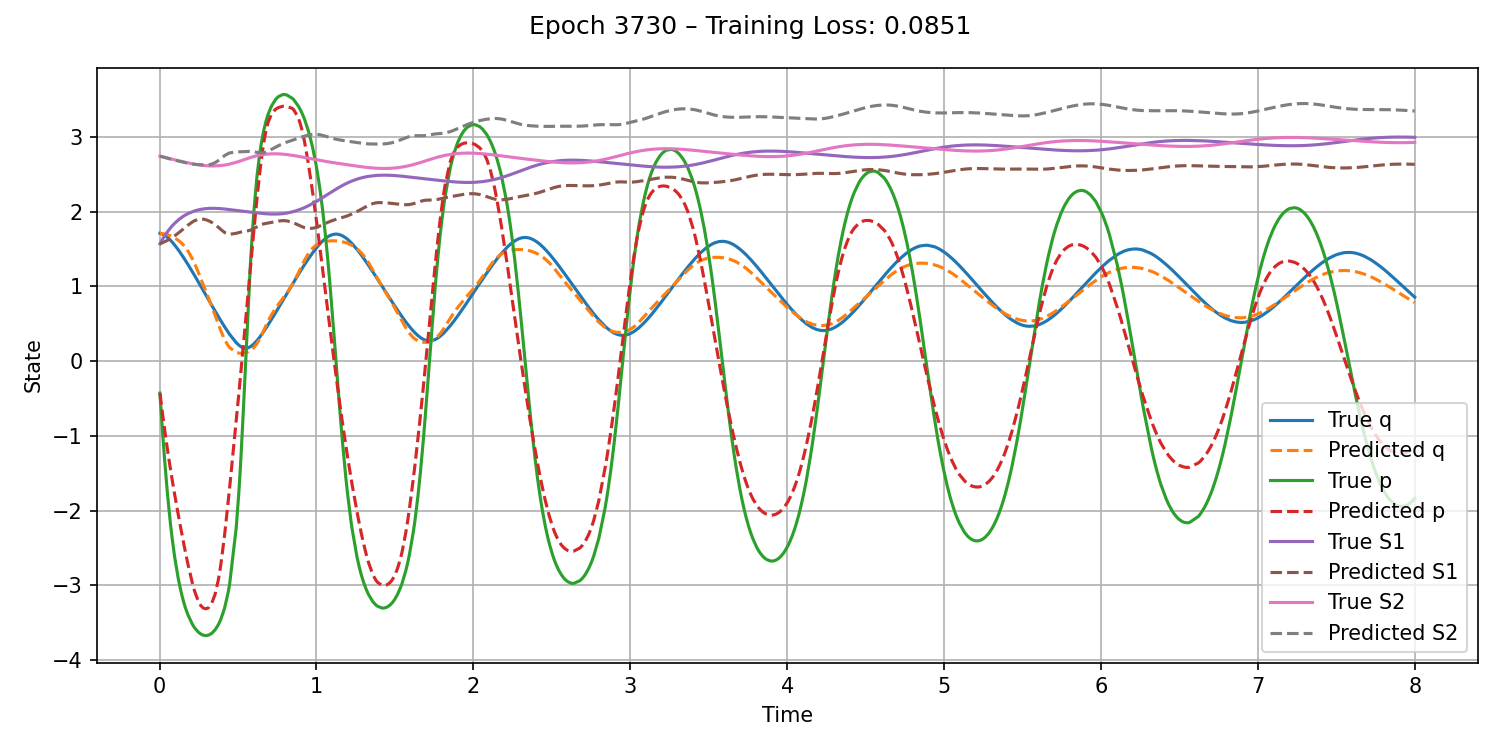 Epoch 3730 – Training Loss: 0.0851
State
3
2
1
0
−1
−2
−3
−4
0 1 2 3 4 5 6 7 8
Time
True q
Predicted q
True p
Predicted p
True S1
Predicted S1
True S2
Predicted S2